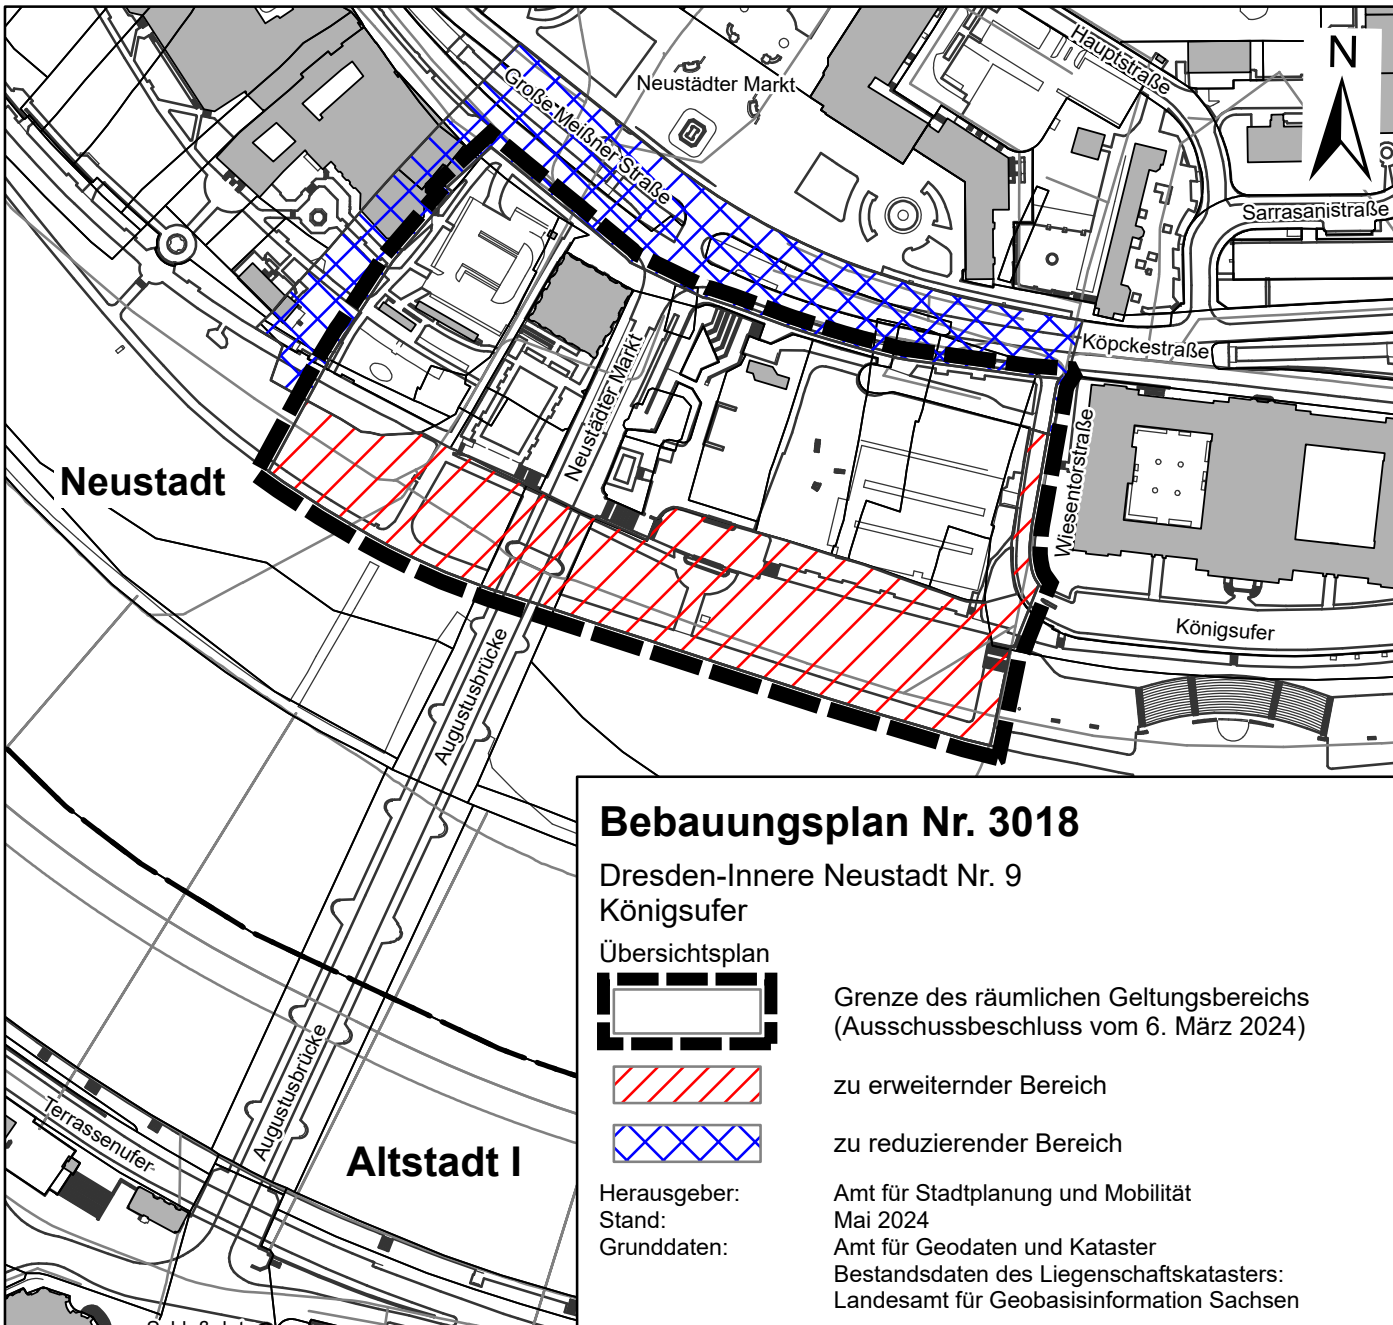 Hauptstraße
N
Neustädter Markt
Große Meißner Straße
Sarrasanistraße
Köpckestraße
Neustädter Markt
Wiesentorstraße
Neustadt
Königsufer
Augustusbrücke
Augustusbrücke
Terrassenufer
Altstadt I
Bebauungsplan Nr. 3018
Dresden-Innere Neustadt Nr. 9
Königsufer
Übersichtsplan
Grenze des räumlichen Geltungsbereichs
(Ausschussbeschluss vom 6. März 2024)
zu erweiternder Bereich
zu reduzierender Bereich
Herausgeber: Amt für Stadtplanung und Mobilität
Stand: Mai 2024
Grunddaten: Amt für Geodaten und Kataster
Bestandsdaten des Liegenschaftskatasters:
Landesamt für Geobasisinformation Sachsen